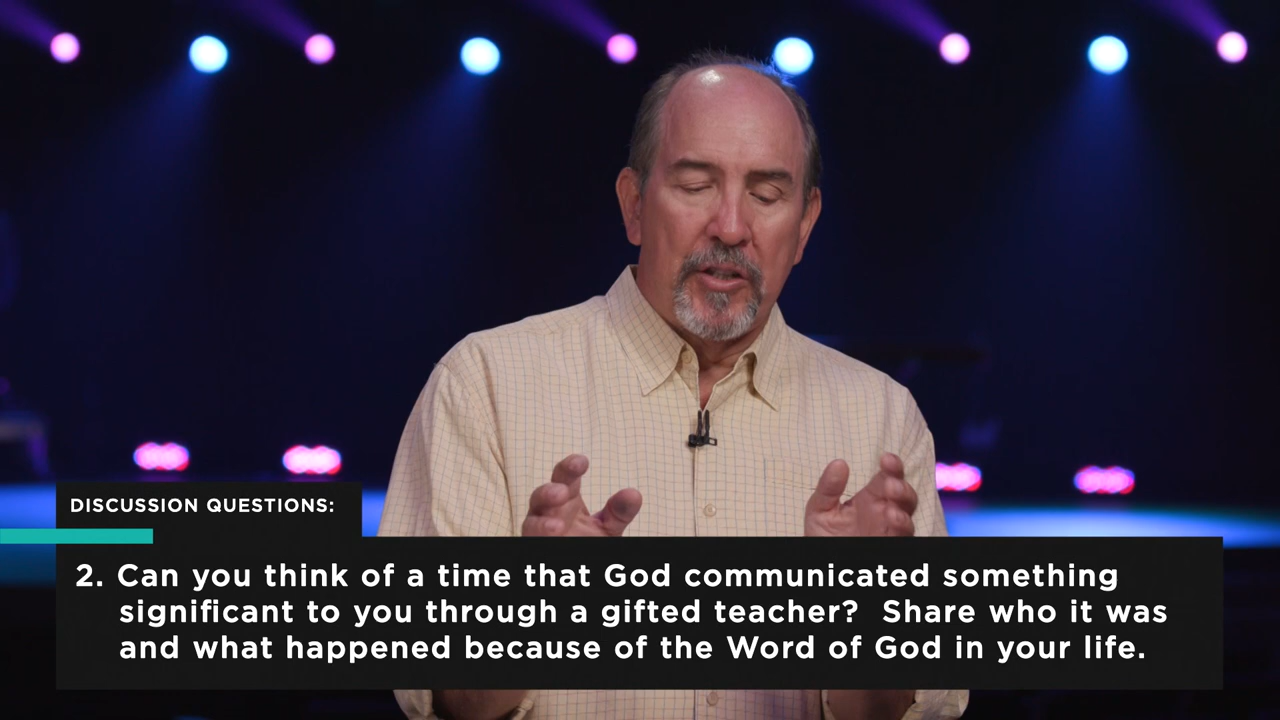 DISCUSSION QUESTIONS:
2. Can you think of a time that God communicated something
significant to you through a gifted teacher?  Share who it was
and what happened because of the Word of God in your life.